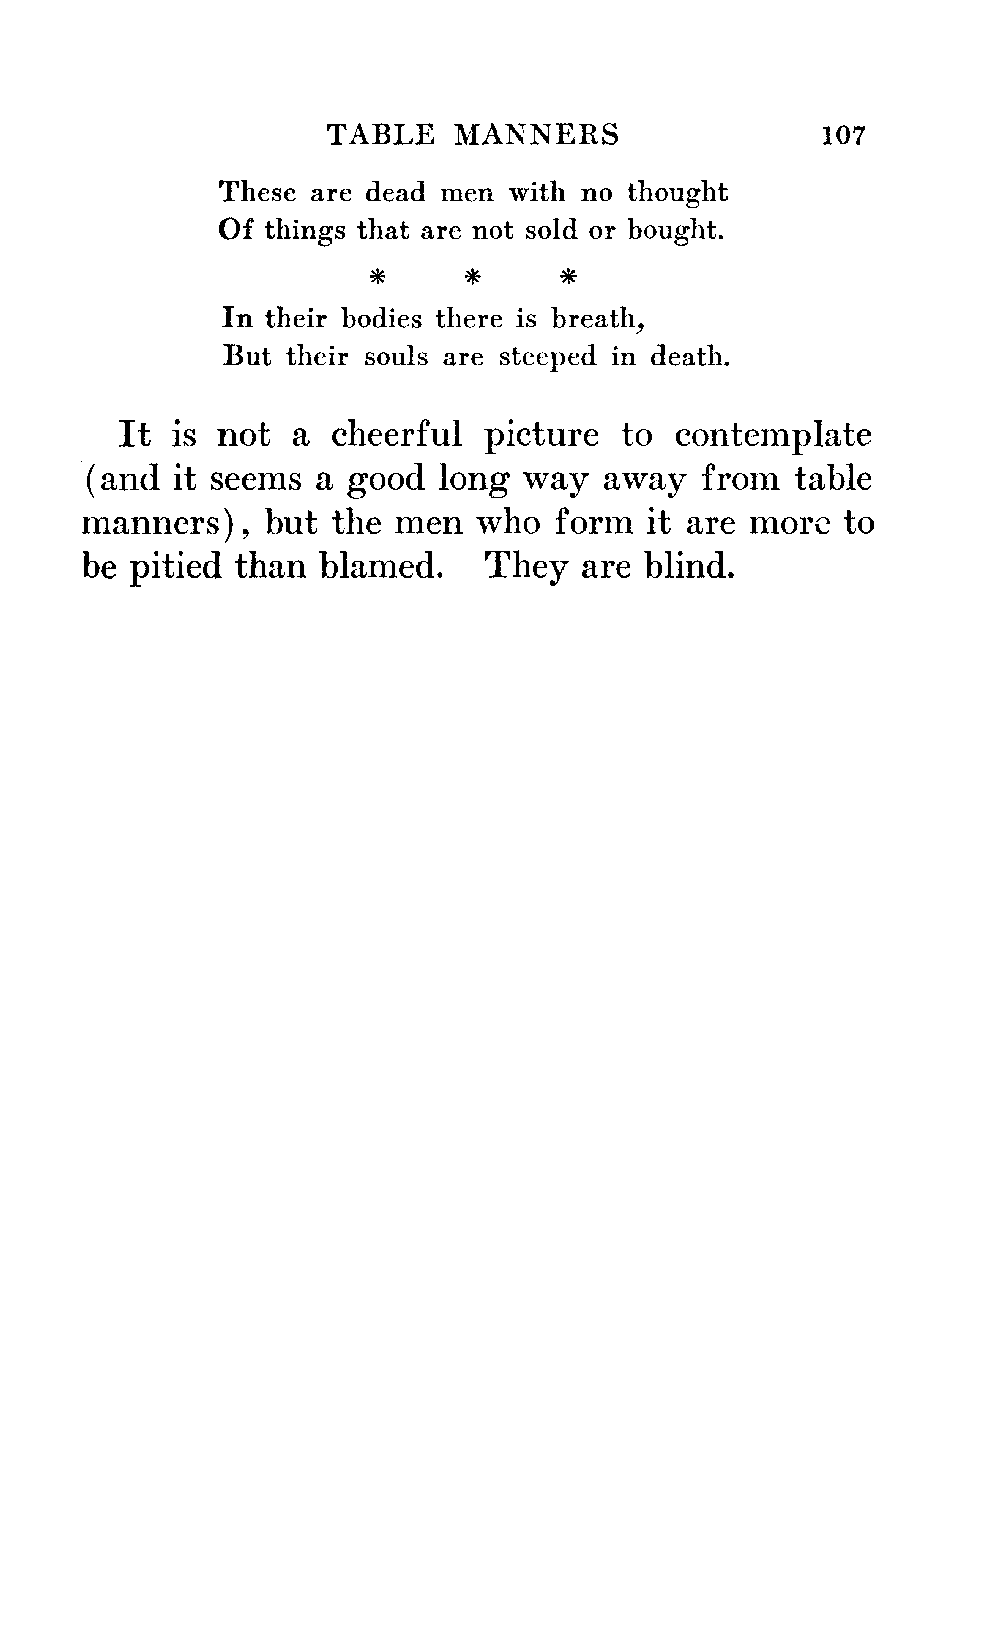 TABLE MANNERS 107
These are dead men with no thought
Of things that are not sold or bought.
* * *
In their bodies there is breath,
But their souls are steeped in death.
It is not a cheerful picture to contemplate
(and it seems a good long way away from table
manners), but the men who form it are more to
be pitied than blamed. They are blind.